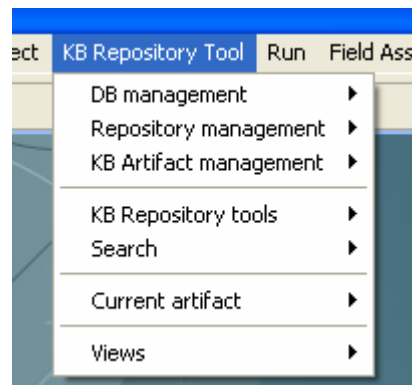 ect KB Repository Tool Run Field Ass
DB management
Repository management
KB Artifact management
KB Repository tools
Search
Current artifact
Views